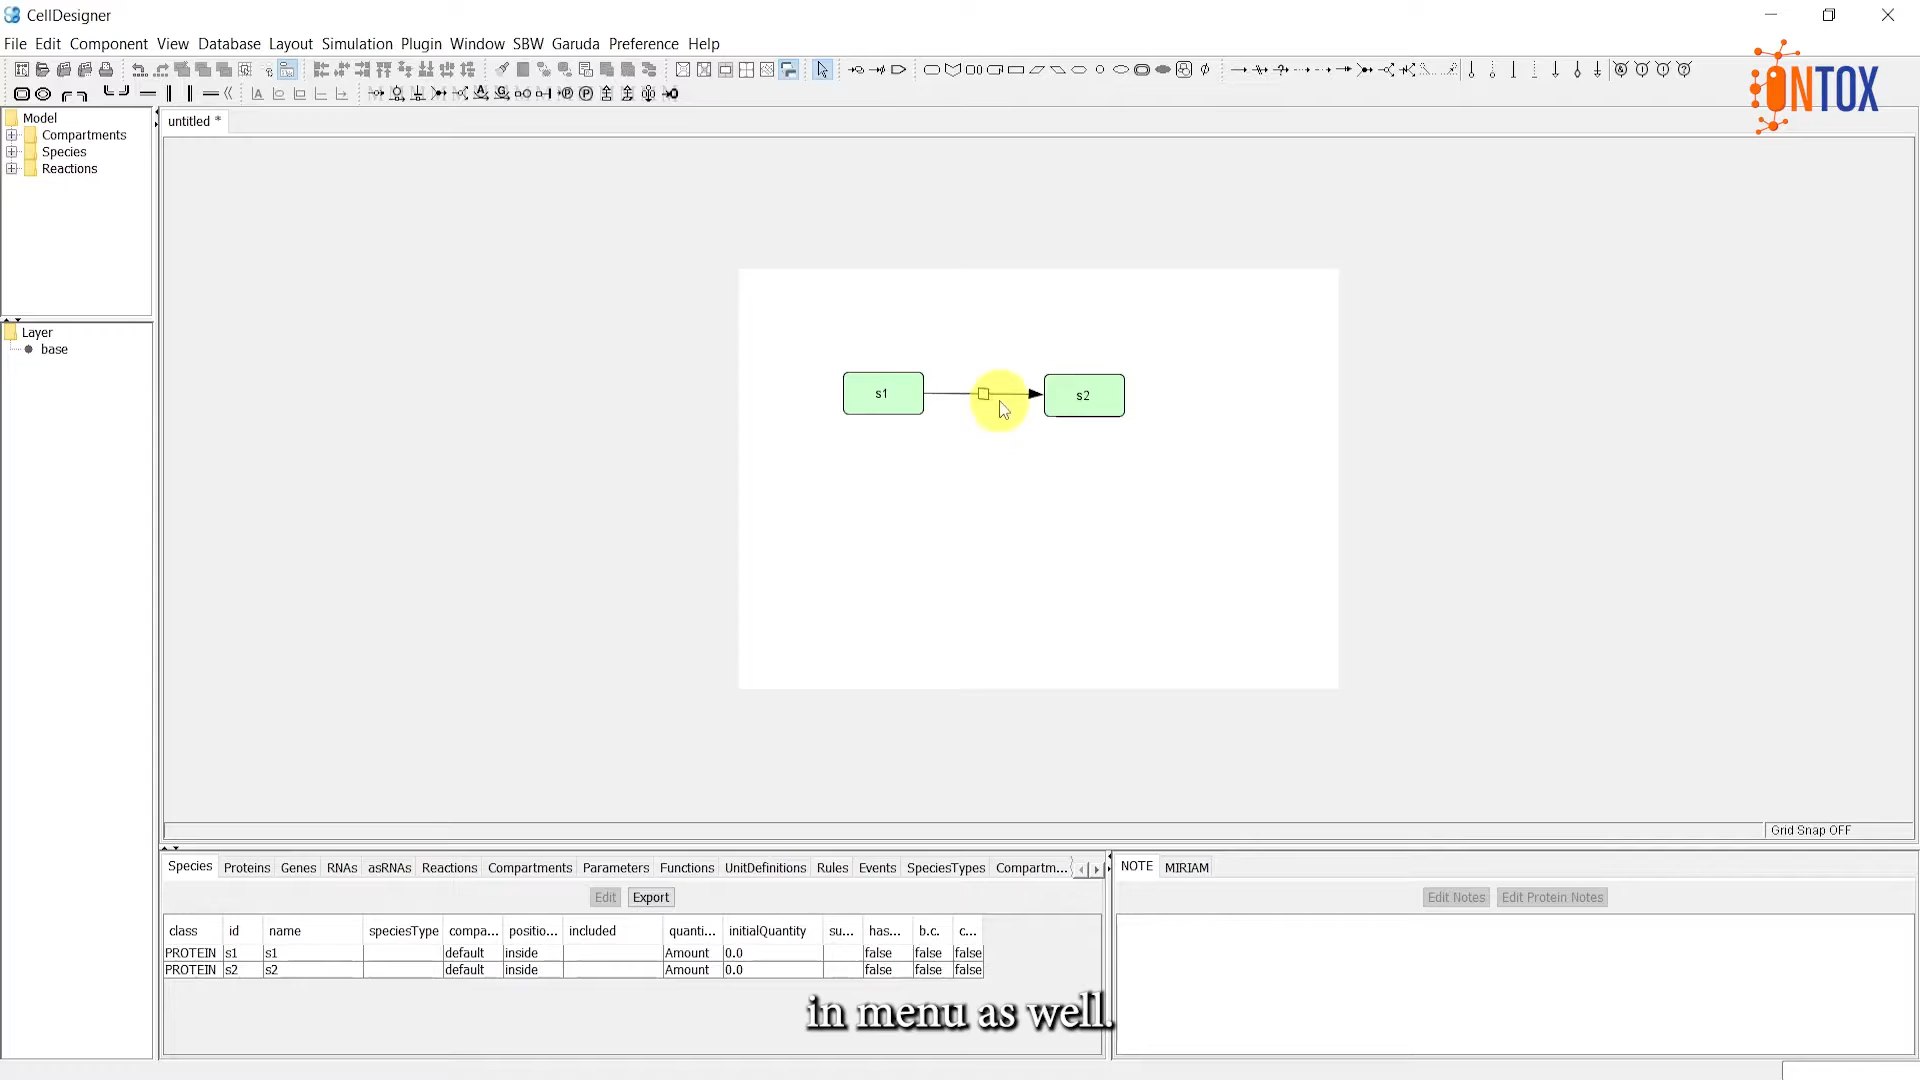 CellDesigner
File Edit Component View Database Layout Simulation Plugin Window SBW Garuda Preference Help
ONTOX
Model
Compartments
Species
Reactions
untitled *
Layer
base
s1
s2
Grid Snap OFF
Species Proteins Genes RNAs asRNAs Reactions Compartments Parameters Functions UnitDefinitions Rules Events SpeciesTypes Compartm...
NOTE MIRIAM
Edit Export
Edit Notes Edit Protein Notes
class id name speciesType compa... positio... included quanti... initialQuantity su... has... b.c. c...
PROTEIN s1 s1 default inside Amount 0.0 false false false
PROTEIN s2 s2 default inside Amount 0.0 false false false
in menu as well.